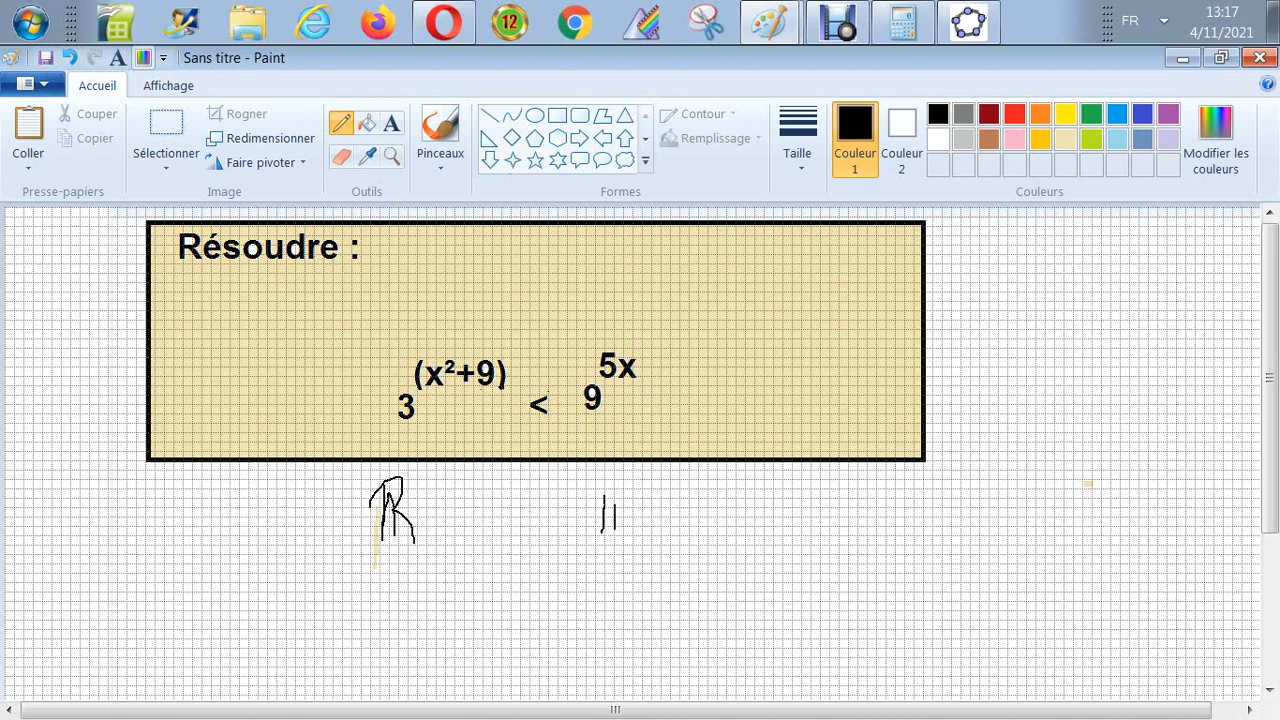 12
FR
13:17
4/11/2021
Sans titre - Paint
Accueil
Affichage
Coller
Couper
Copier
Presse-papiers
Sélectionner
Rogner
Redimensionner
Faire pivoter
Image
A
Outils
Pinceaux
Contour
Remplissage
Formes
Taille
Couleur 1
Couleur 2
Modifier les couleurs
Couleurs
Résoudre :
3^(x²+9) < 9^5x
R